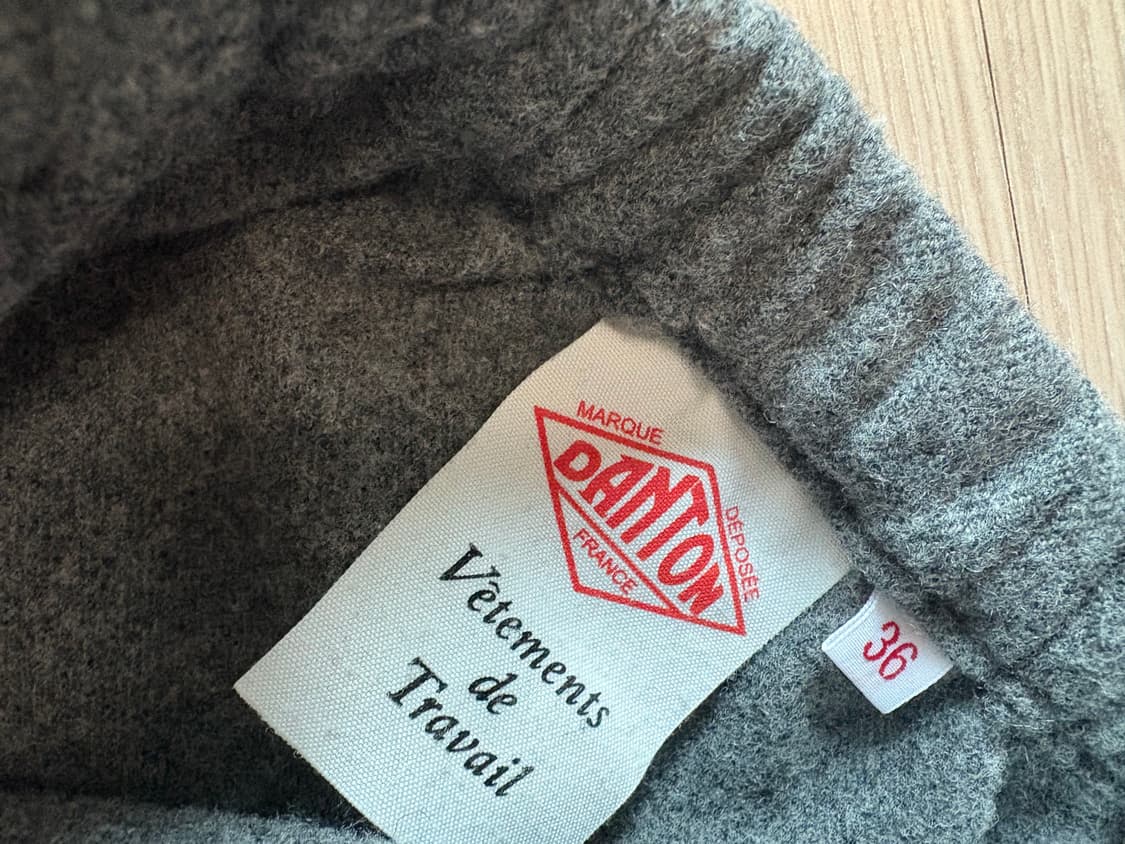 MARQUE
DANTON
FRANCE
DÉPOSÉE
Vêtements
de
Travail
36